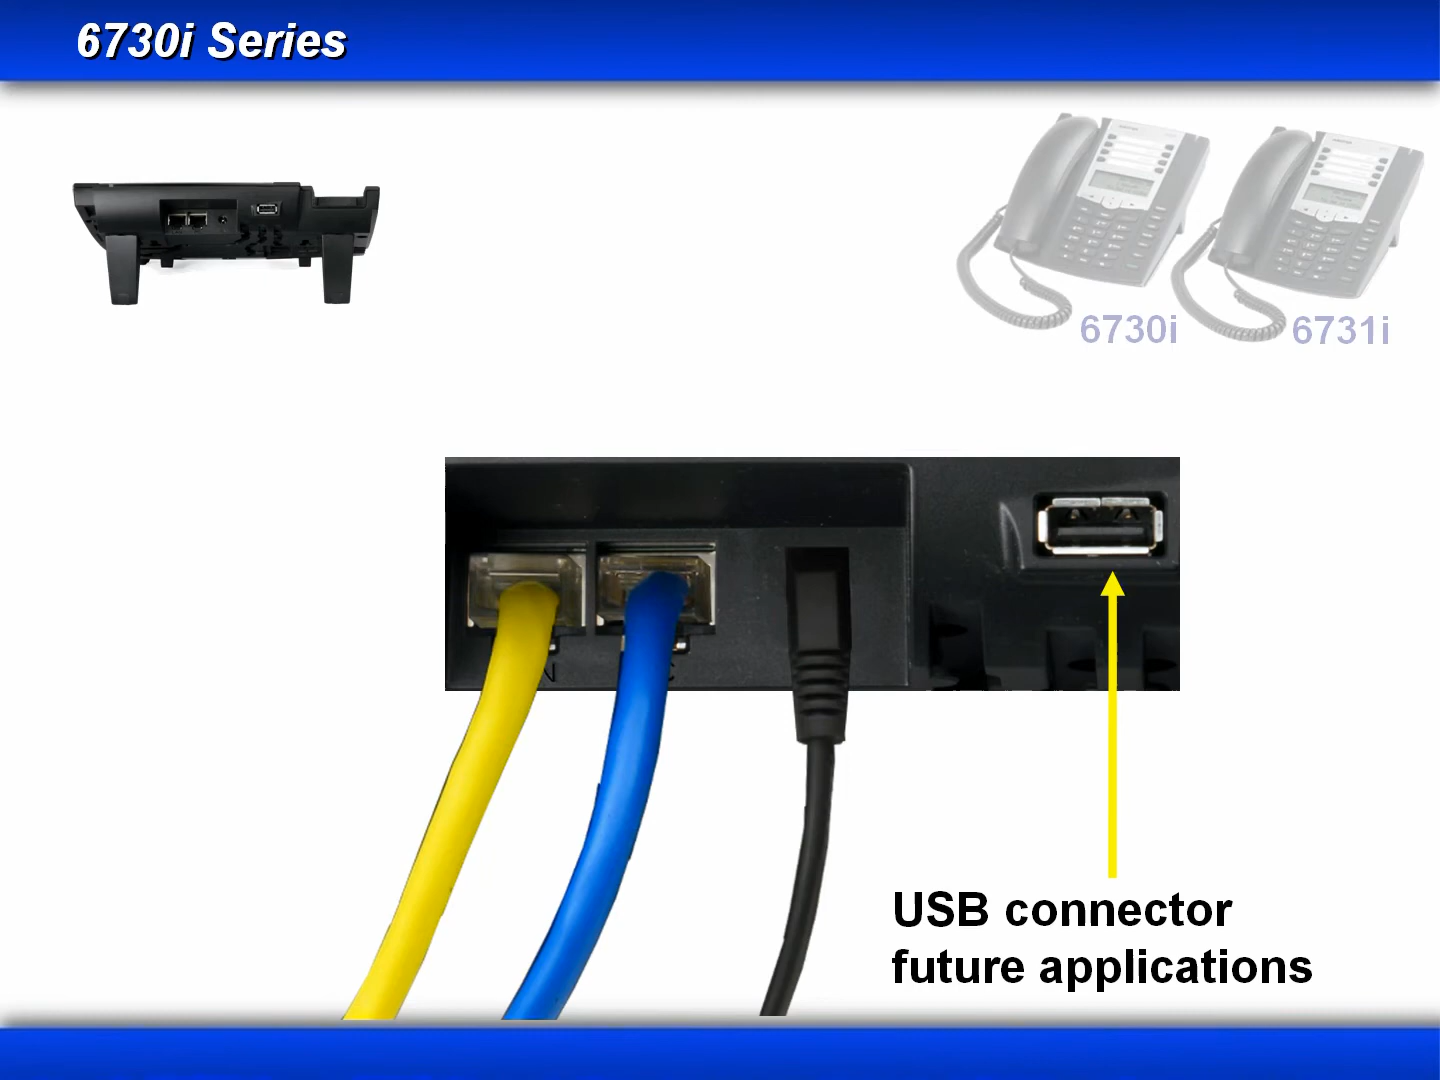 6730i Series
6730i
6731i
N
C
USB connector
future applications